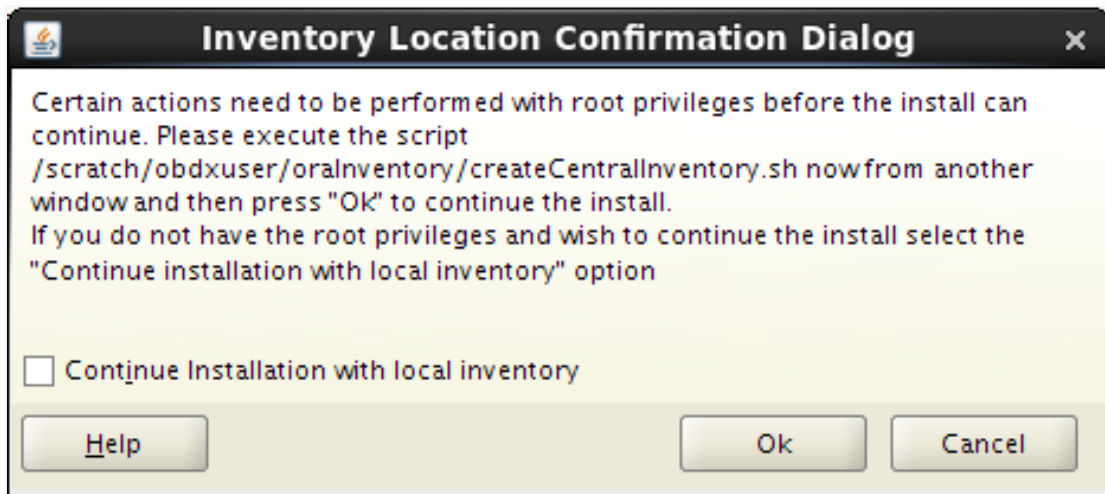 Inventory Location Confirmation Dialog
Certain actions need to be performed with root privileges before the install can
continue. Please execute the script
/scratch/obdxuser/oraInventory/createCentralInventory.sh now from another
window and then press "Ok" to continue the install.
If you do not have the root privileges and wish to continue the install select the
"Continue installation with local inventory" option
Continue Installation with local inventory
Help
Ok
Cancel